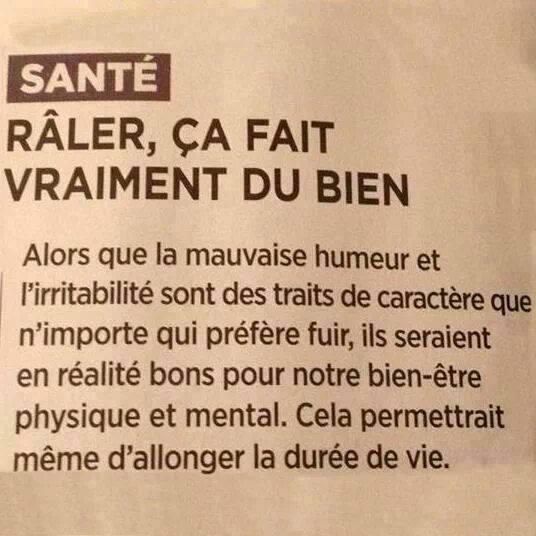 SANTÉ
RÂLER, ÇA FAIT
VRAIMENT DU BIEN
Alors que la mauvaise humeur et
l'irritabilité sont des traits de caractère que
n'importe qui préfère fuir, ils seraient
en réalité bons pour notre bien-être
physique et mental. Cela permettrait
même d'allonger la durée de vie.